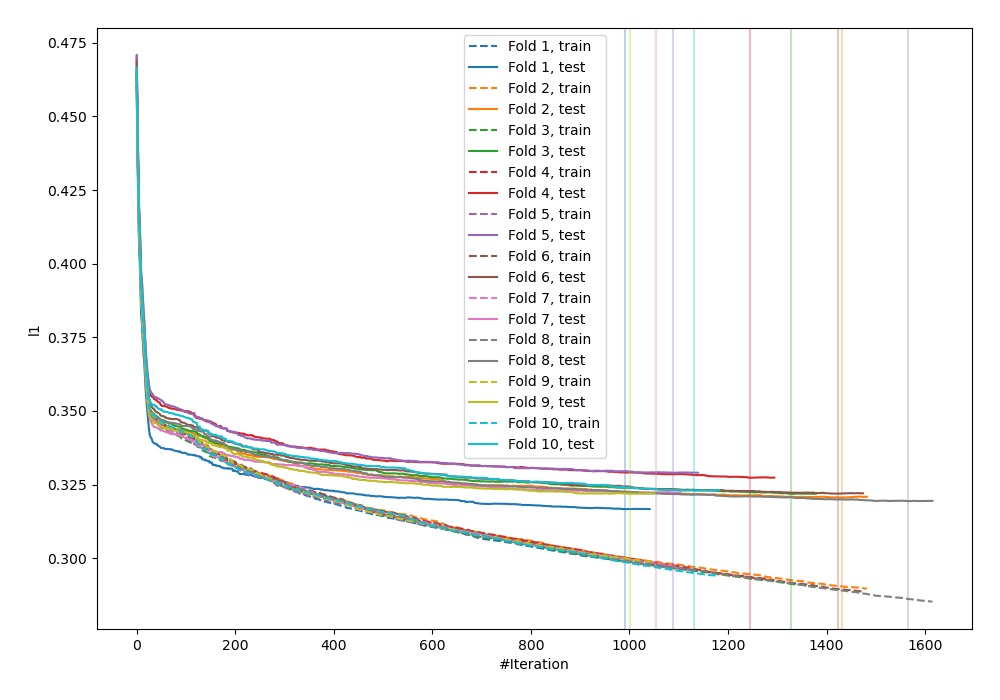 0.475
0.450
0.425
0.400
0.375
0.350
0.325
0.300
l1
0
200
400
600
800
1000
1200
1400
1600
#Iteration
Fold 1, train
Fold 1, test
Fold 2, train
Fold 2, test
Fold 3, train
Fold 3, test
Fold 4, train
Fold 4, test
Fold 5, train
Fold 5, test
Fold 6, train
Fold 6, test
Fold 7, train
Fold 7, test
Fold 8, train
Fold 8, test
Fold 9, train
Fold 9, test
Fold 10, train
Fold 10, test